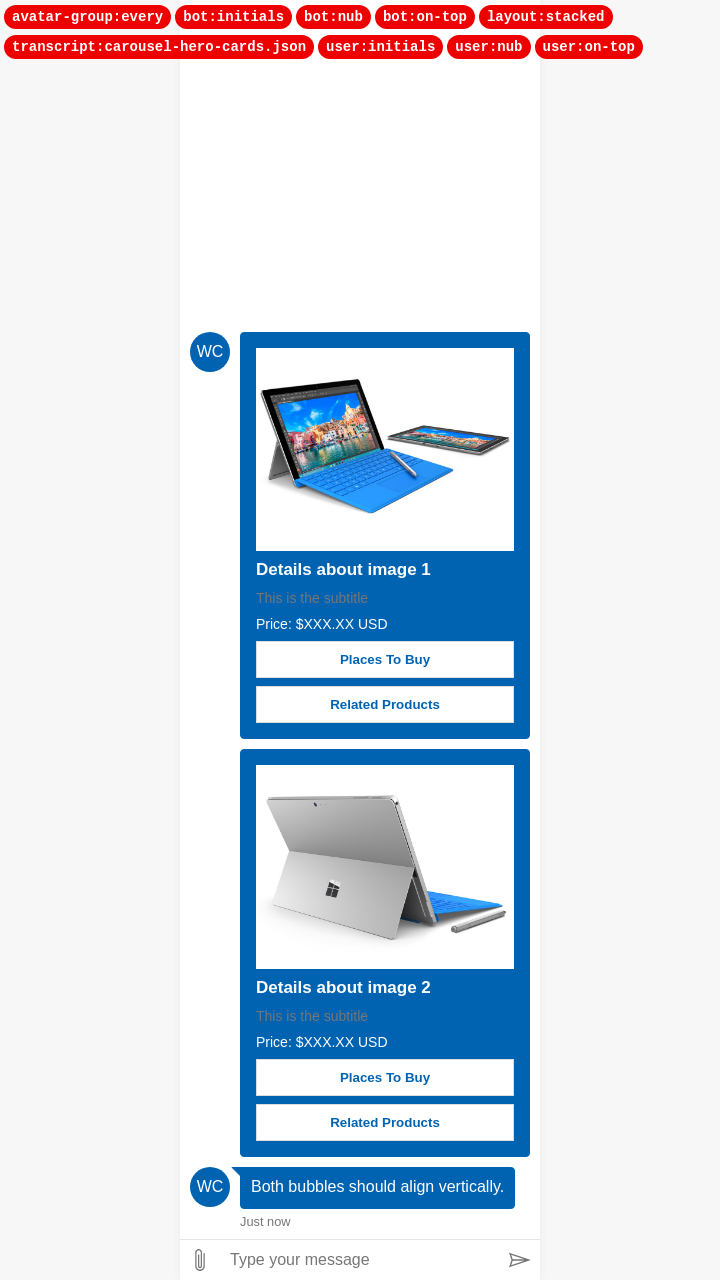 avatar-group:every bot:initials bot:nub bot:on-top layout:stacked
transcript:carousel-hero-cards.json user:initials user:nub user:on-top
WC
Details about image 1
This is the subtitle
Price: $XXX.XX USD
Places To Buy
Related Products
Details about image 2
This is the subtitle
Price: $XXX.XX USD
Places To Buy
Related Products
WC
Both bubbles should align vertically.
Just now
Type your message